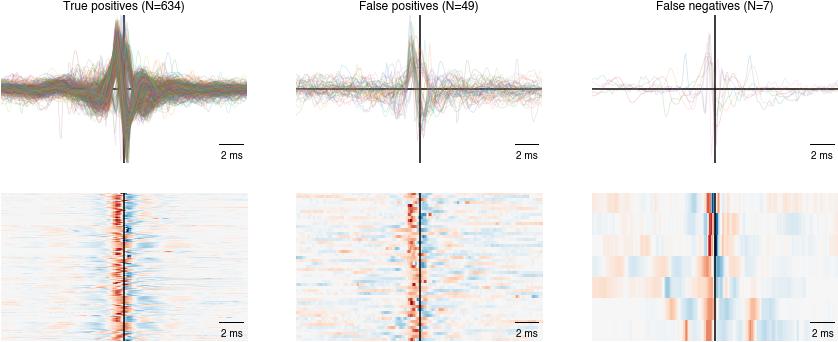 True positives (N=634)
False positives (N=49)
False negatives (N=7)
2 ms
2 ms
2 ms
2 ms
2 ms
2 ms